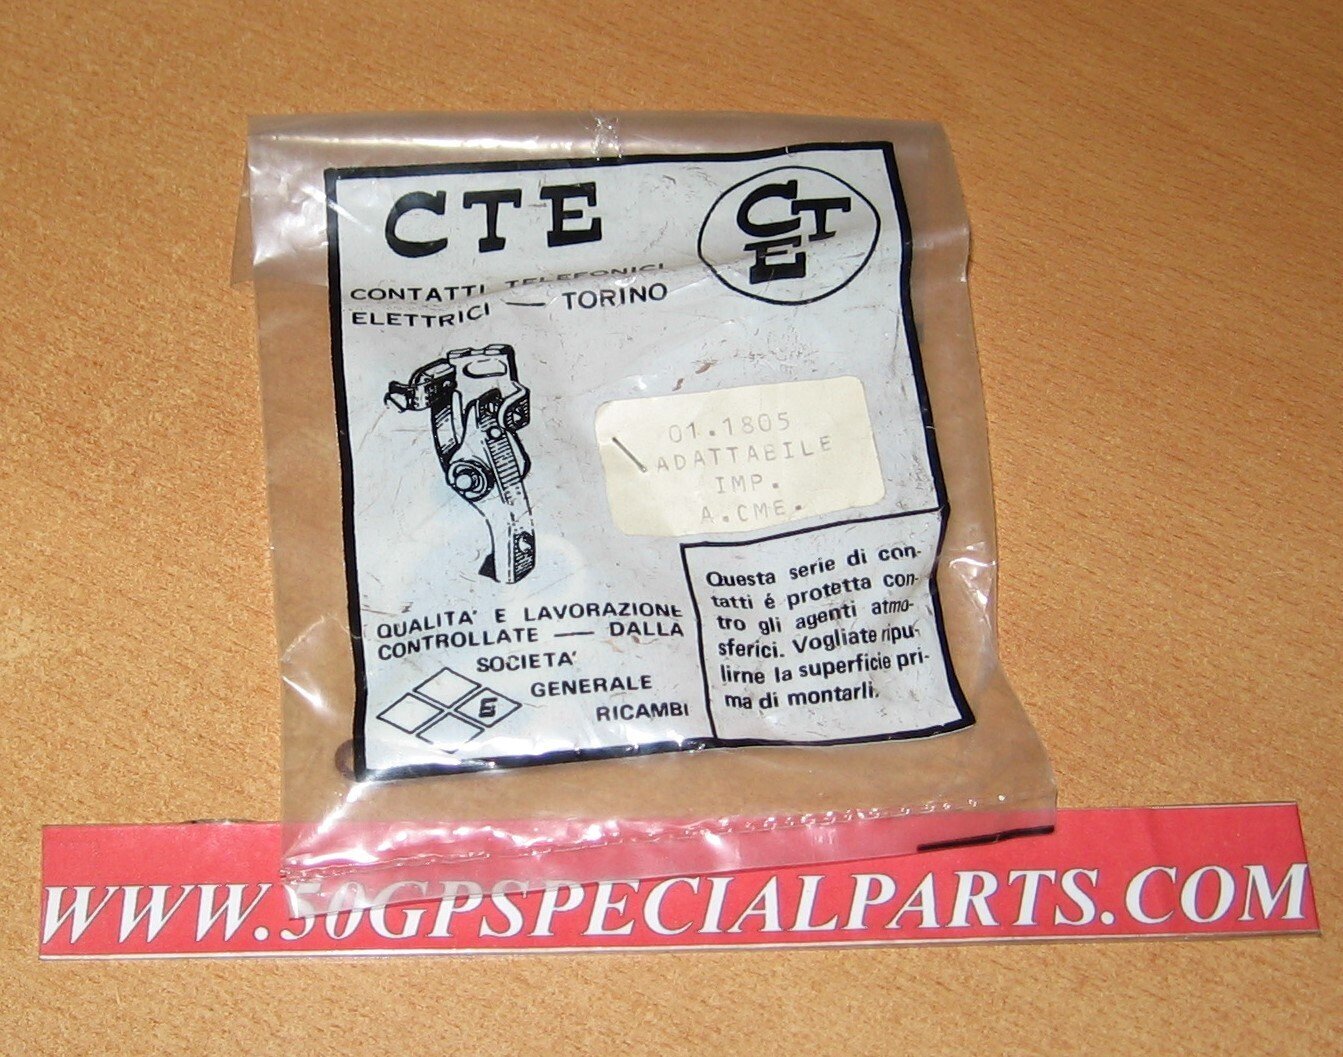 CTE
CTE
CONTATTI TELEFONICI
ELETTRICI — TORINO
01.1805
ADATTABILE
IMP.
A.CME.
Questa serie di con-
tatti é protetta con-
tro gli agenti atmo-
sferici. Vogliate ripu-
lirne la superficie pri-
ma di montarli.
QUALITA' E LAVORAZIONE
CONTROLLATE — DALLA
SOCIETA'
GENERALE
RICAMBI
WWW.50GPSPECIALPARTS.COM